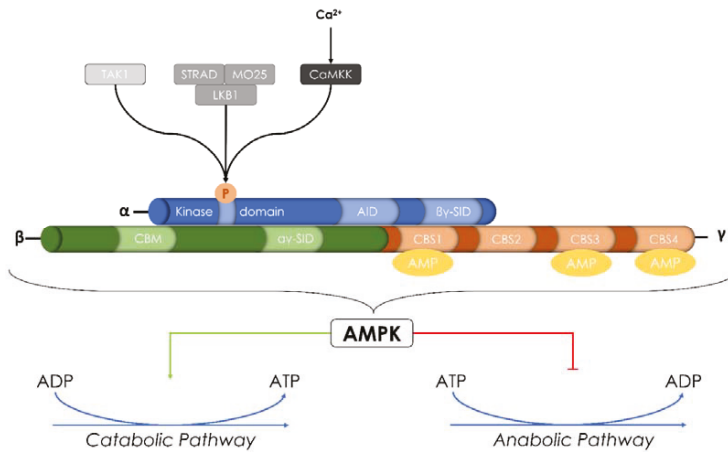 Ca²⁺
TAK1
STRAD
MO25
CaMKK
LKB1
P
α
Kinase domain
AID
βγ-SID
β
CBM
αγ-SID
CBS1
CBS2
CBS3
CBS4
γ
AMP
AMP
AMP
AMPK
ADP
ATP
ATP
ADP
Catabolic Pathway
Anabolic Pathway